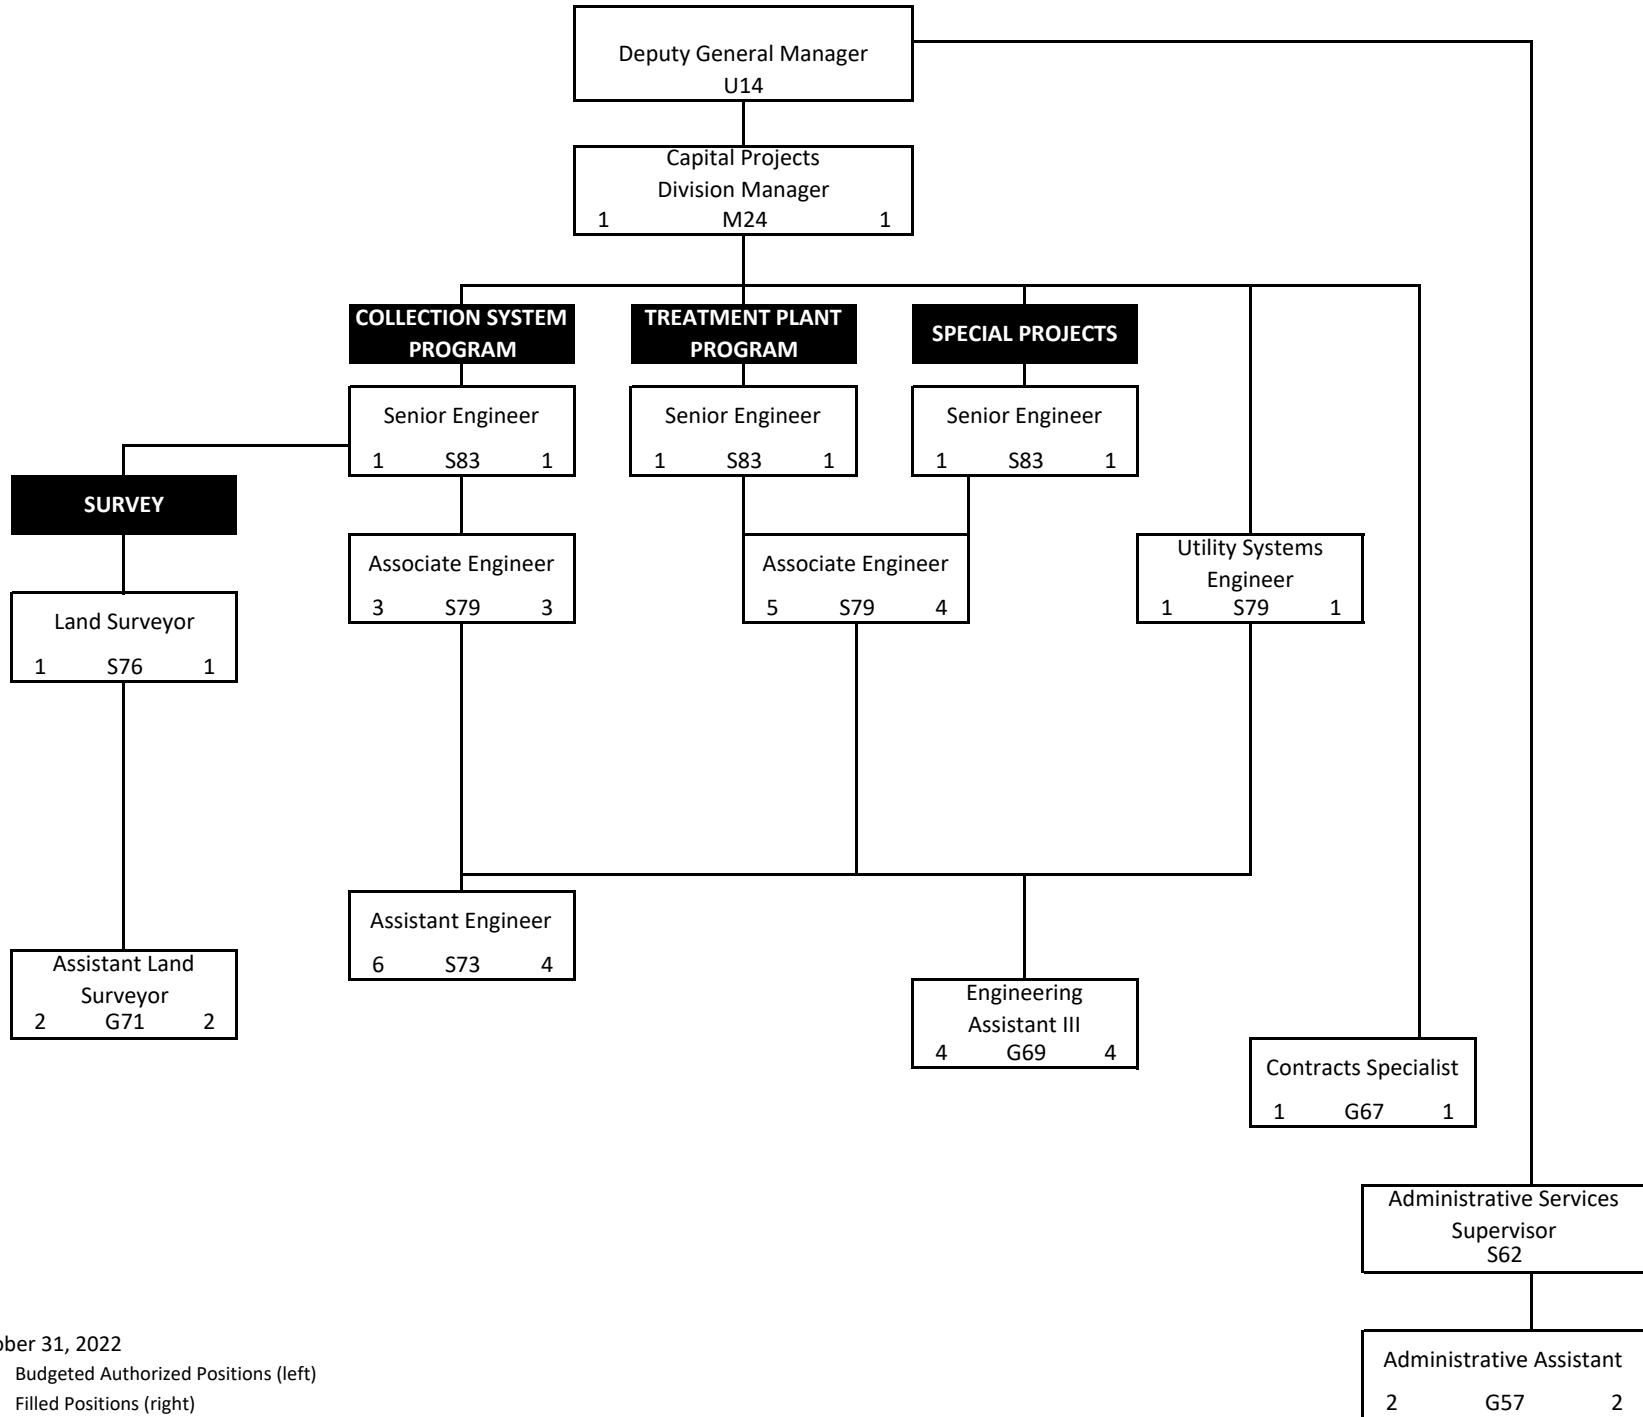 Deputy General Manager
U14
Capital Projects
Division Manager
1 M24 1
COLLECTION SYSTEM
PROGRAM
TREATMENT PLANT
PROGRAM
SPECIAL PROJECTS
Senior Engineer
1 S83 1
Senior Engineer
1 S83 1
Senior Engineer
1 S83 1
SURVEY
Associate Engineer
3 S79 3
Associate Engineer
5 S79 4
Utility Systems
Engineer
1 S79 1
Land Surveyor
1 S76 1
Assistant Engineer
6 S73 4
Assistant Land
Surveyor
2 G71 2
Engineering
Assistant III
4 G69 4
Contracts Specialist
1 G67 1
Administrative Services
Supervisor
S62
Administrative Assistant
2 G57 2
ober 31, 2022
Budgeted Authorized Positions (left)
Filled Positions (right)